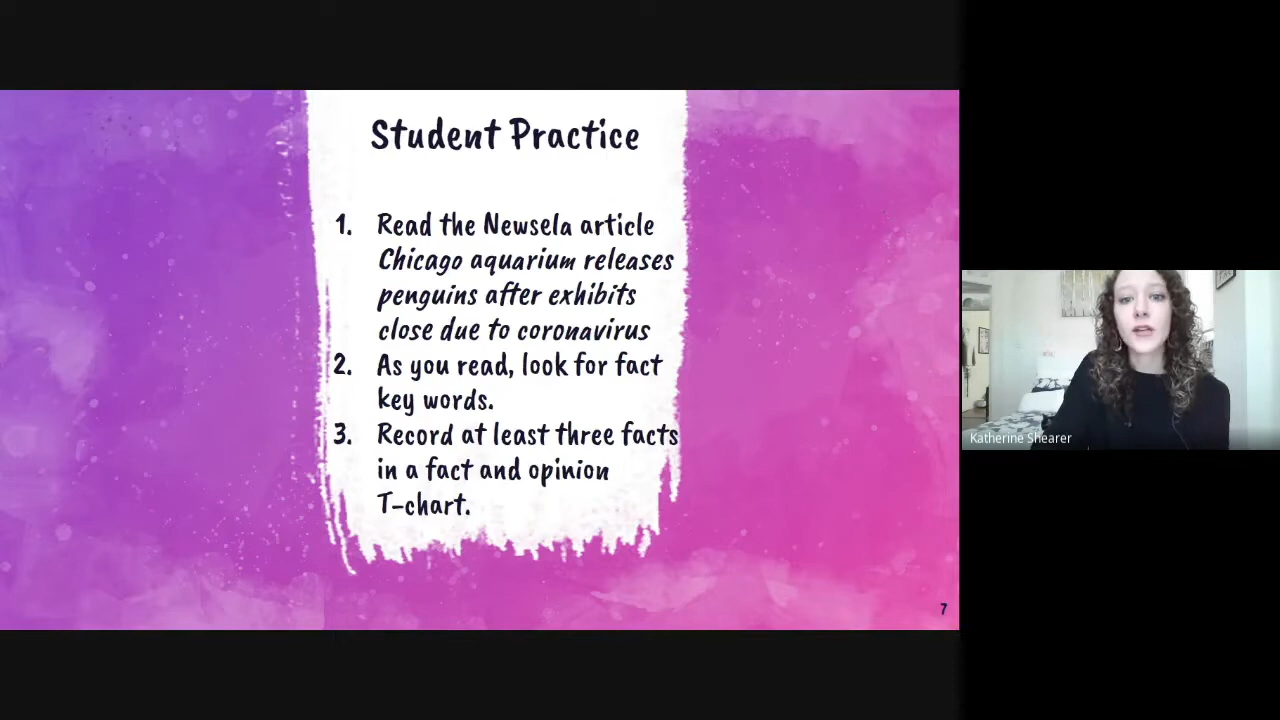 Student Practice
1. Read the Newsela article
Chicago aquarium releases
penguins after exhibits
close due to coronavirus
2. As you read, look for fact
key words.
3. Record at least three facts
in a fact and opinion
T-chart.
7
Katherine Shearer